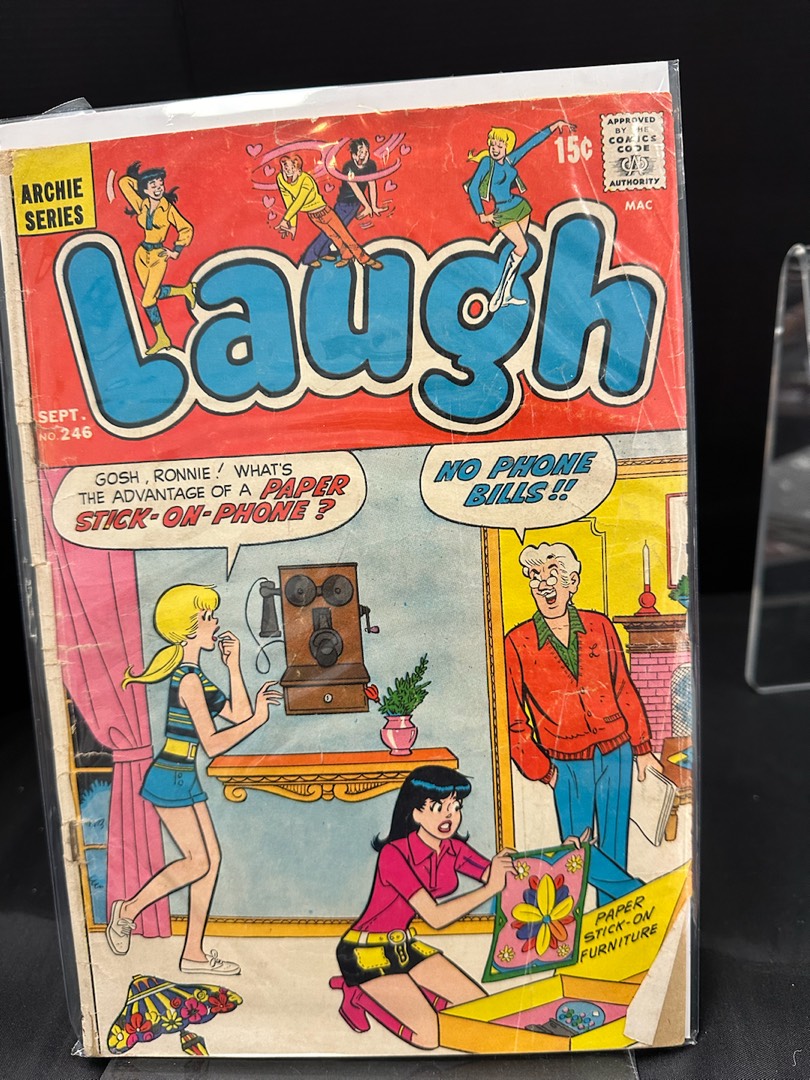 ARCHIE
SERIES
15¢
APPROVED
BY THE
COMICS
CODE
CA
AUTHORITY
MAC
Laugh
SEPT.
NO. 246
GOSH, RONNIE! WHAT'S
THE ADVANTAGE OF A PAPER
STICK-ON-PHONE?
NO PHONE
BILLS!!
L
PAPER
STICK-ON
FURNITURE